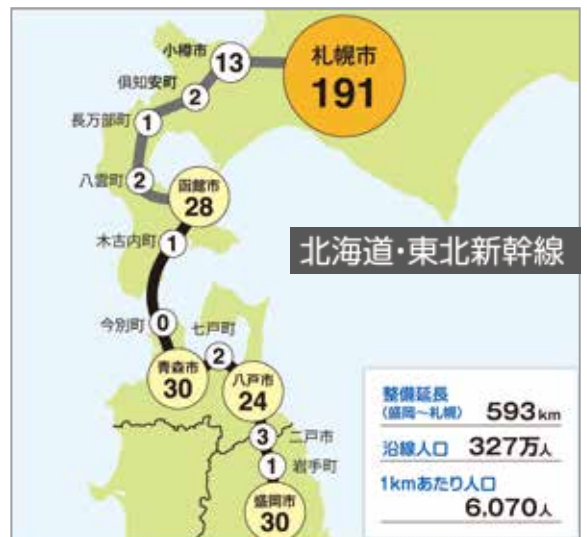 小樽市
13
札幌市
191
倶知安町
2
長万部町
1
八雲町
2
函館市
28
木古内町
1
北海道・東北新幹線
今別町
0
七戸町
2
青森市
30
八戸市
24
3
二戸市
1
岩手町
盛岡市
30
整備延長
(盛岡〜札幌) 593km
沿線人口 327万人
1kmあたり人口
6.070人